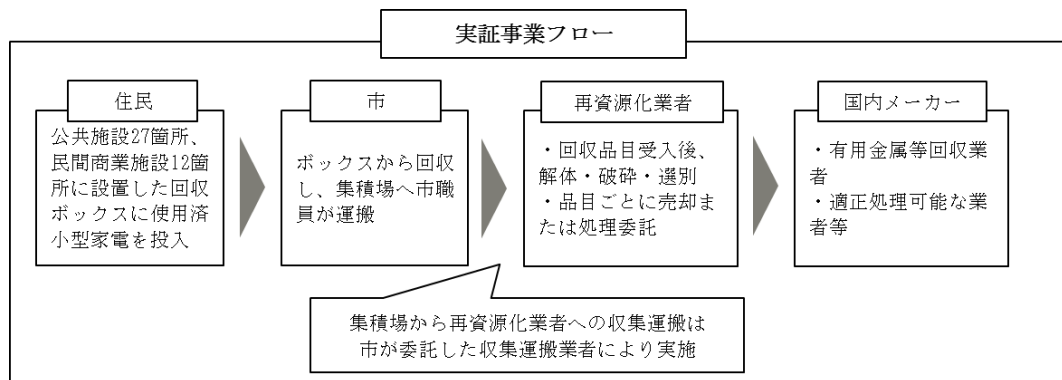 実証事業フロー
住民
公共施設27箇所、
民間商業施設12箇
所に設置した回収
ボックスに使用済
小型家電を投入
市
ボックスから回収
し、集積場へ市職
員が運搬
再資源化業者
・回収品目受入後、
解体・破砕・選別
・品目ごとに売却ま
たは処理委託
国内メーカー
・有用金属等回収業
者
・適正処理可能な業
者等
集積場から再資源化業者への収集運搬は
市が委託した収集運搬業者により実施